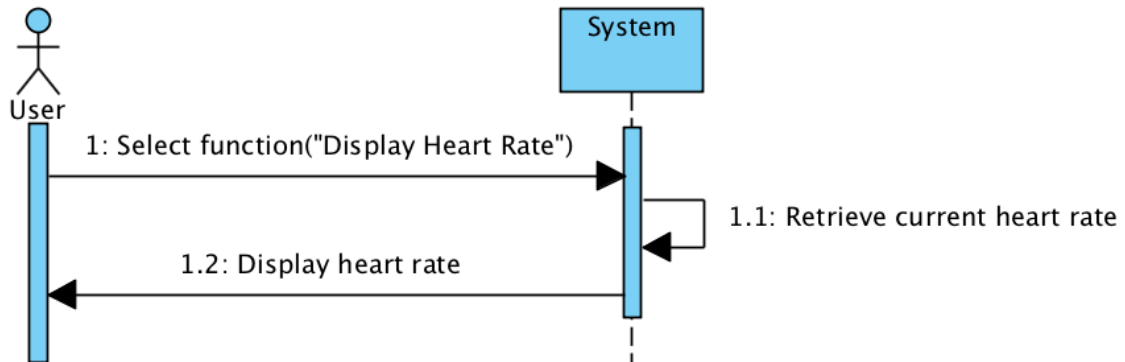 System
User
1: Select function("Display Heart Rate")
1.1: Retrieve current heart rate
1.2: Display heart rate